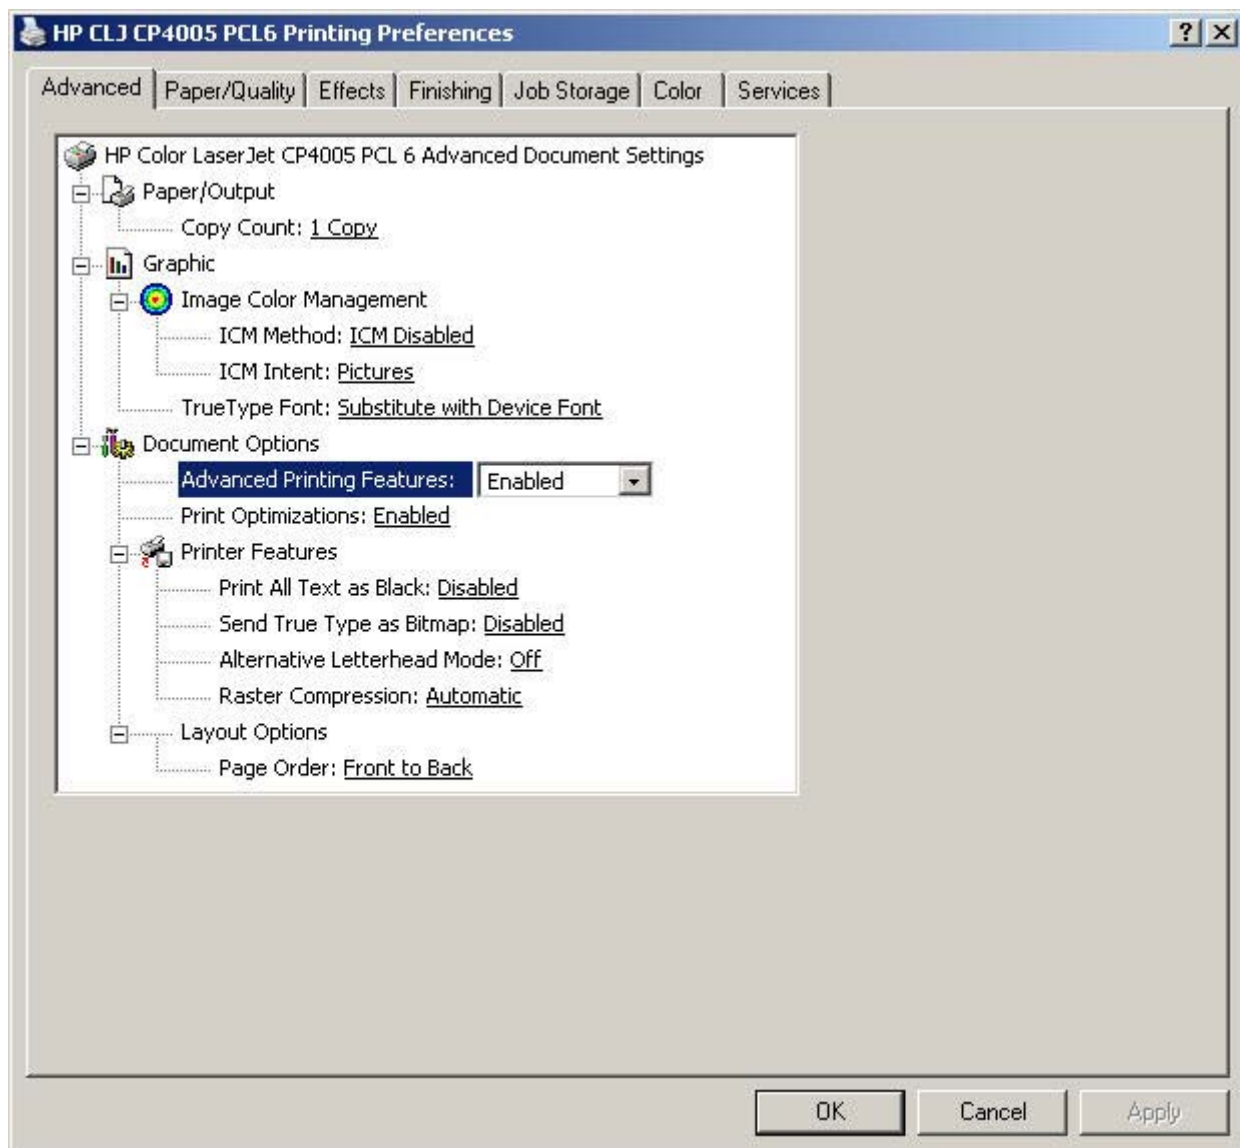 HP CLJ CP4005 PCL6 Printing Preferences
Advanced Paper/Quality Effects Finishing Job Storage Color Services
HP Color LaserJet CP4005 PCL 6 Advanced Document Settings
Paper/Output
Copy Count: 1 Copy
Graphic
Image Color Management
ICM Method: ICM Disabled
ICM Intent: Pictures
TrueType Font: Substitute with Device Font
Document Options
Advanced Printing Features: Enabled
Print Optimizations: Enabled
Printer Features
Print All Text as Black: Disabled
Send True Type as Bitmap: Disabled
Alternative Letterhead Mode: Off
Raster Compression: Automatic
Layout Options
Page Order: Front to Back
OK Cancel Apply